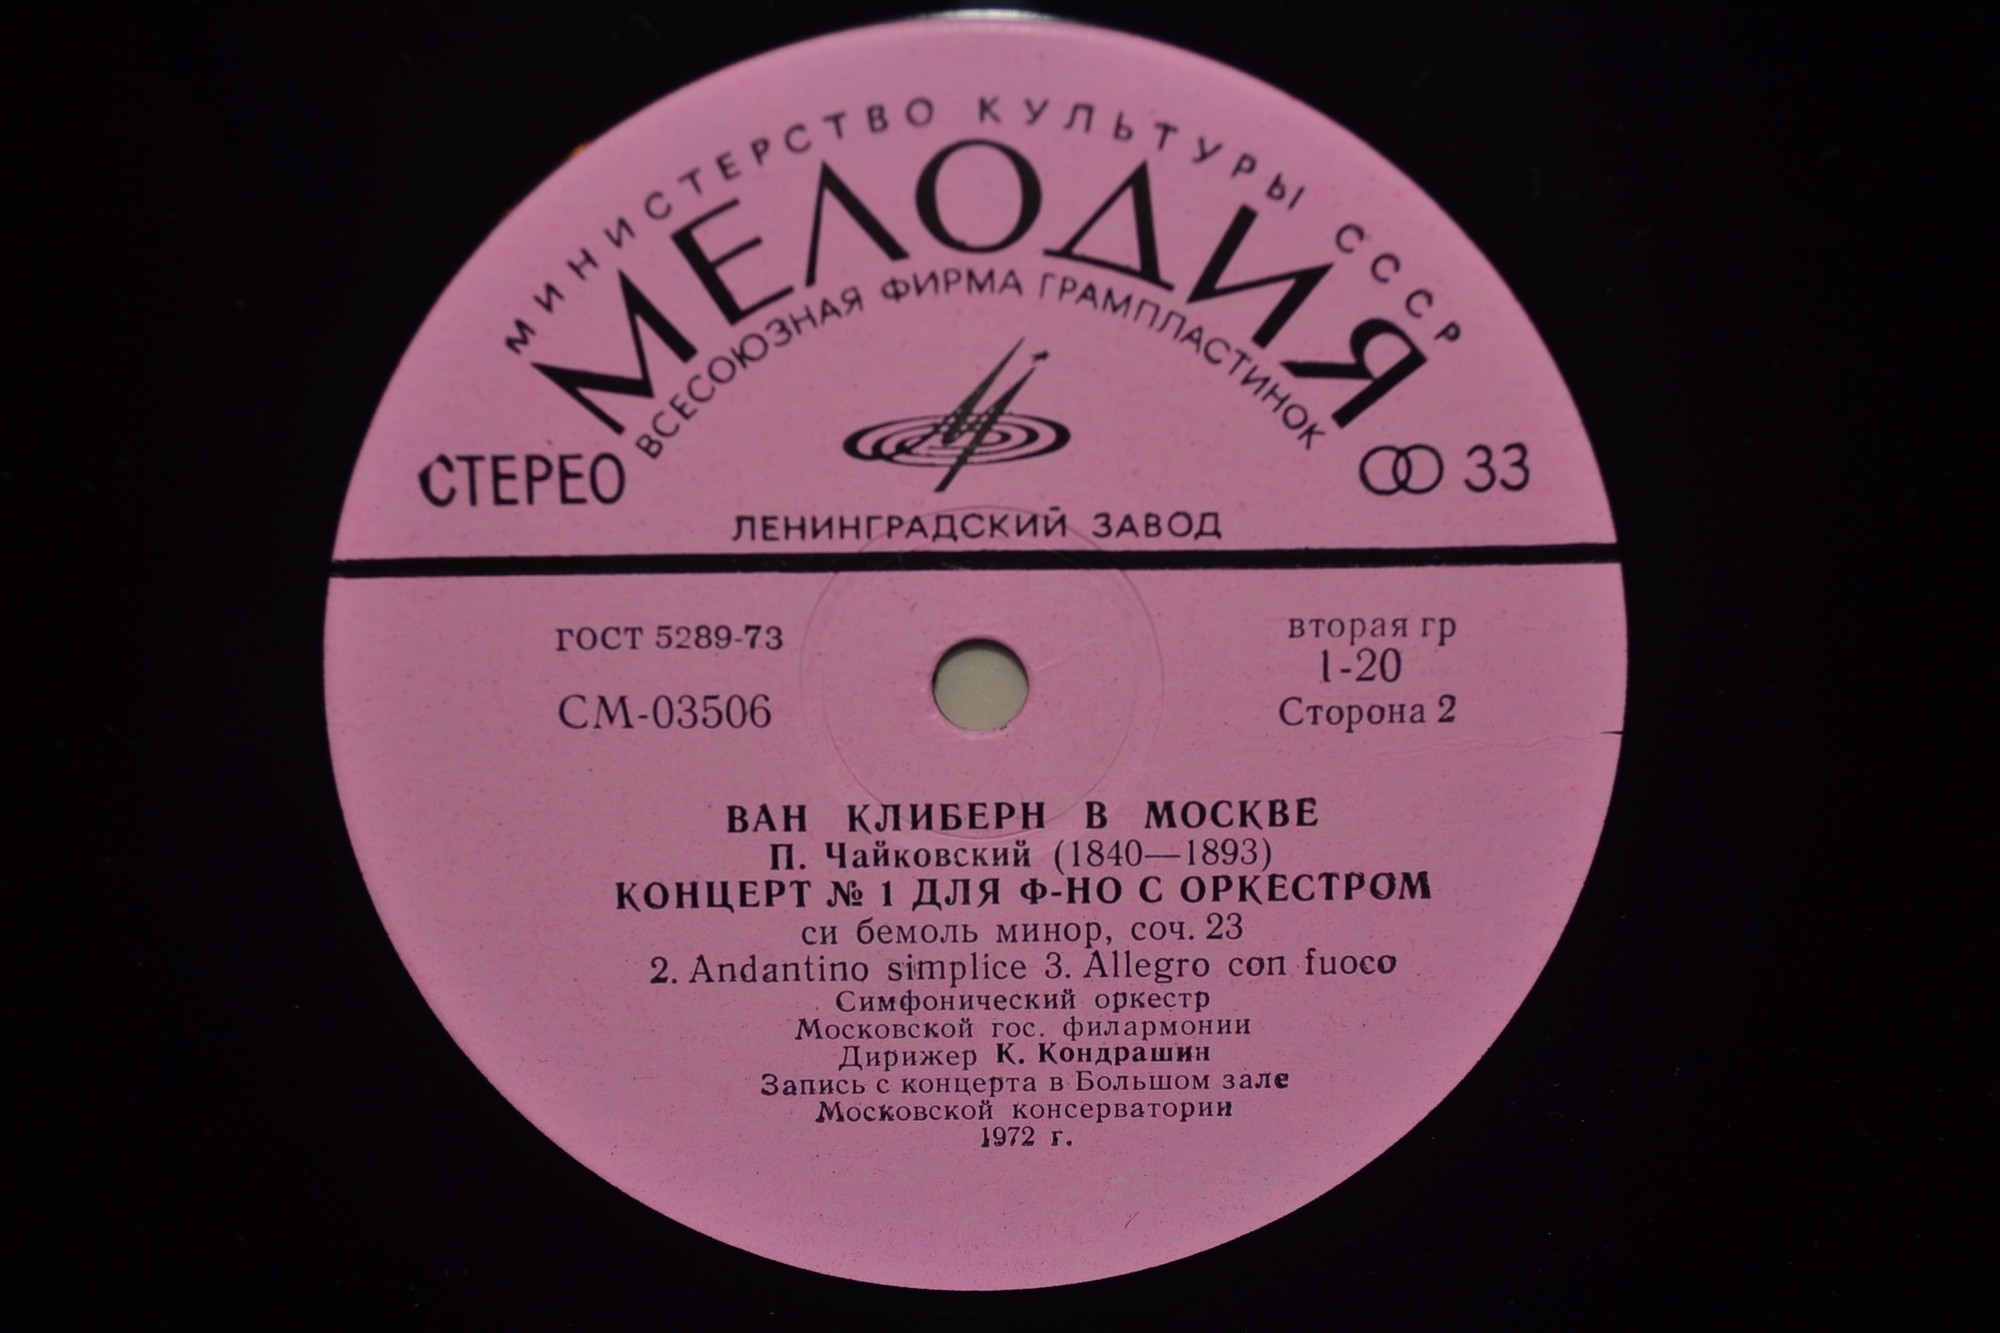 МИНИСТЕРСТВО КУЛЬТУРЫ СССР
МЕЛОДИЯ
ВСЕСОЮЗНАЯ ФИРМА ГРАМПЛАСТИНОК
СТЕРЕО
33
ЛЕНИНГРАДСКИЙ ЗАВОД
ГОСТ 5289-73
вторая гр
1-20
СМ-03506
Сторона 2
ВАН КЛИБЕРН В МОСКВЕ
П. Чайковский (1840—1893)
КОНЦЕРТ № 1 ДЛЯ Ф-НО С ОРКЕСТРОМ
си бемоль минор, соч. 23
2. Andantino simplice 3. Allegro con fuoco
Симфонический оркестр
Московской гос. филармонии
Дирижер К. Кондрашин
Запись с концерта в Большом зале
Московской консерватории
1972 г.